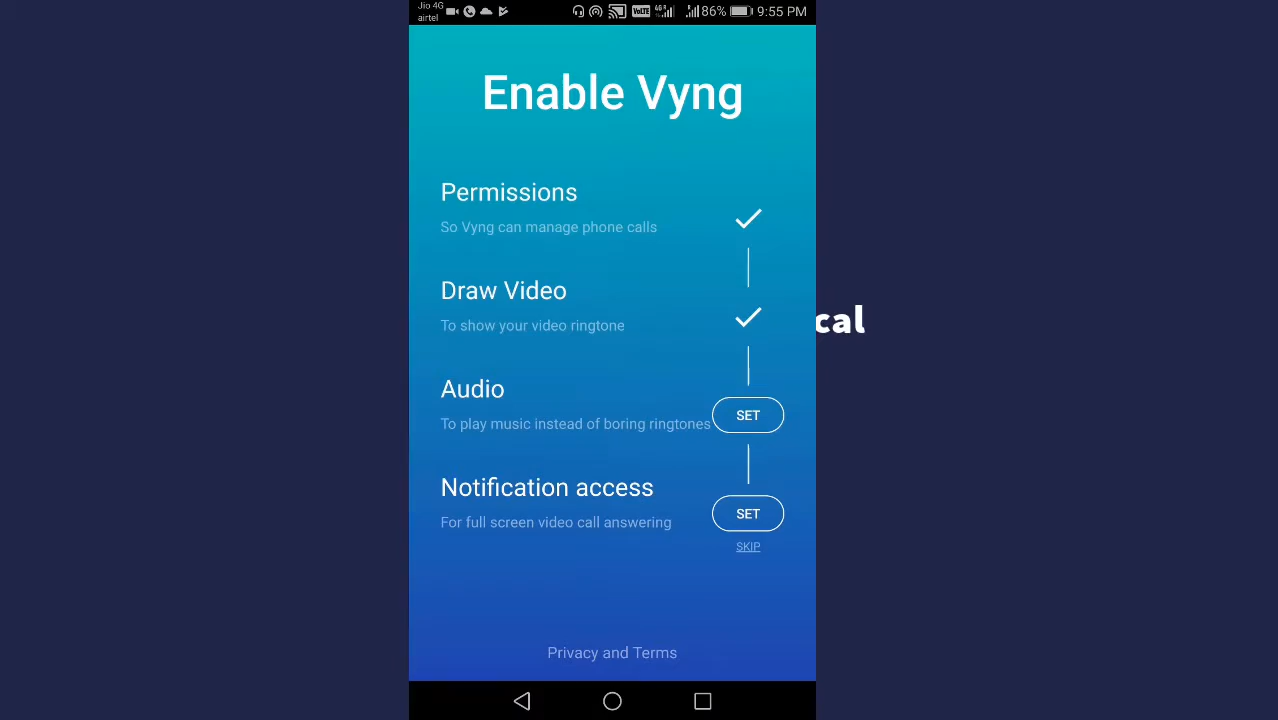 Jio 4G
airtel
VoLTE 4G 86% 9:55 PM
Enable Vyng
Permissions
So Vyng can manage phone calls
Draw Video
To show your video ringtone
cal
Audio
To play music instead of boring ringtones
SET
Notification access
For full screen video call answering
SET
SKIP
Privacy and Terms